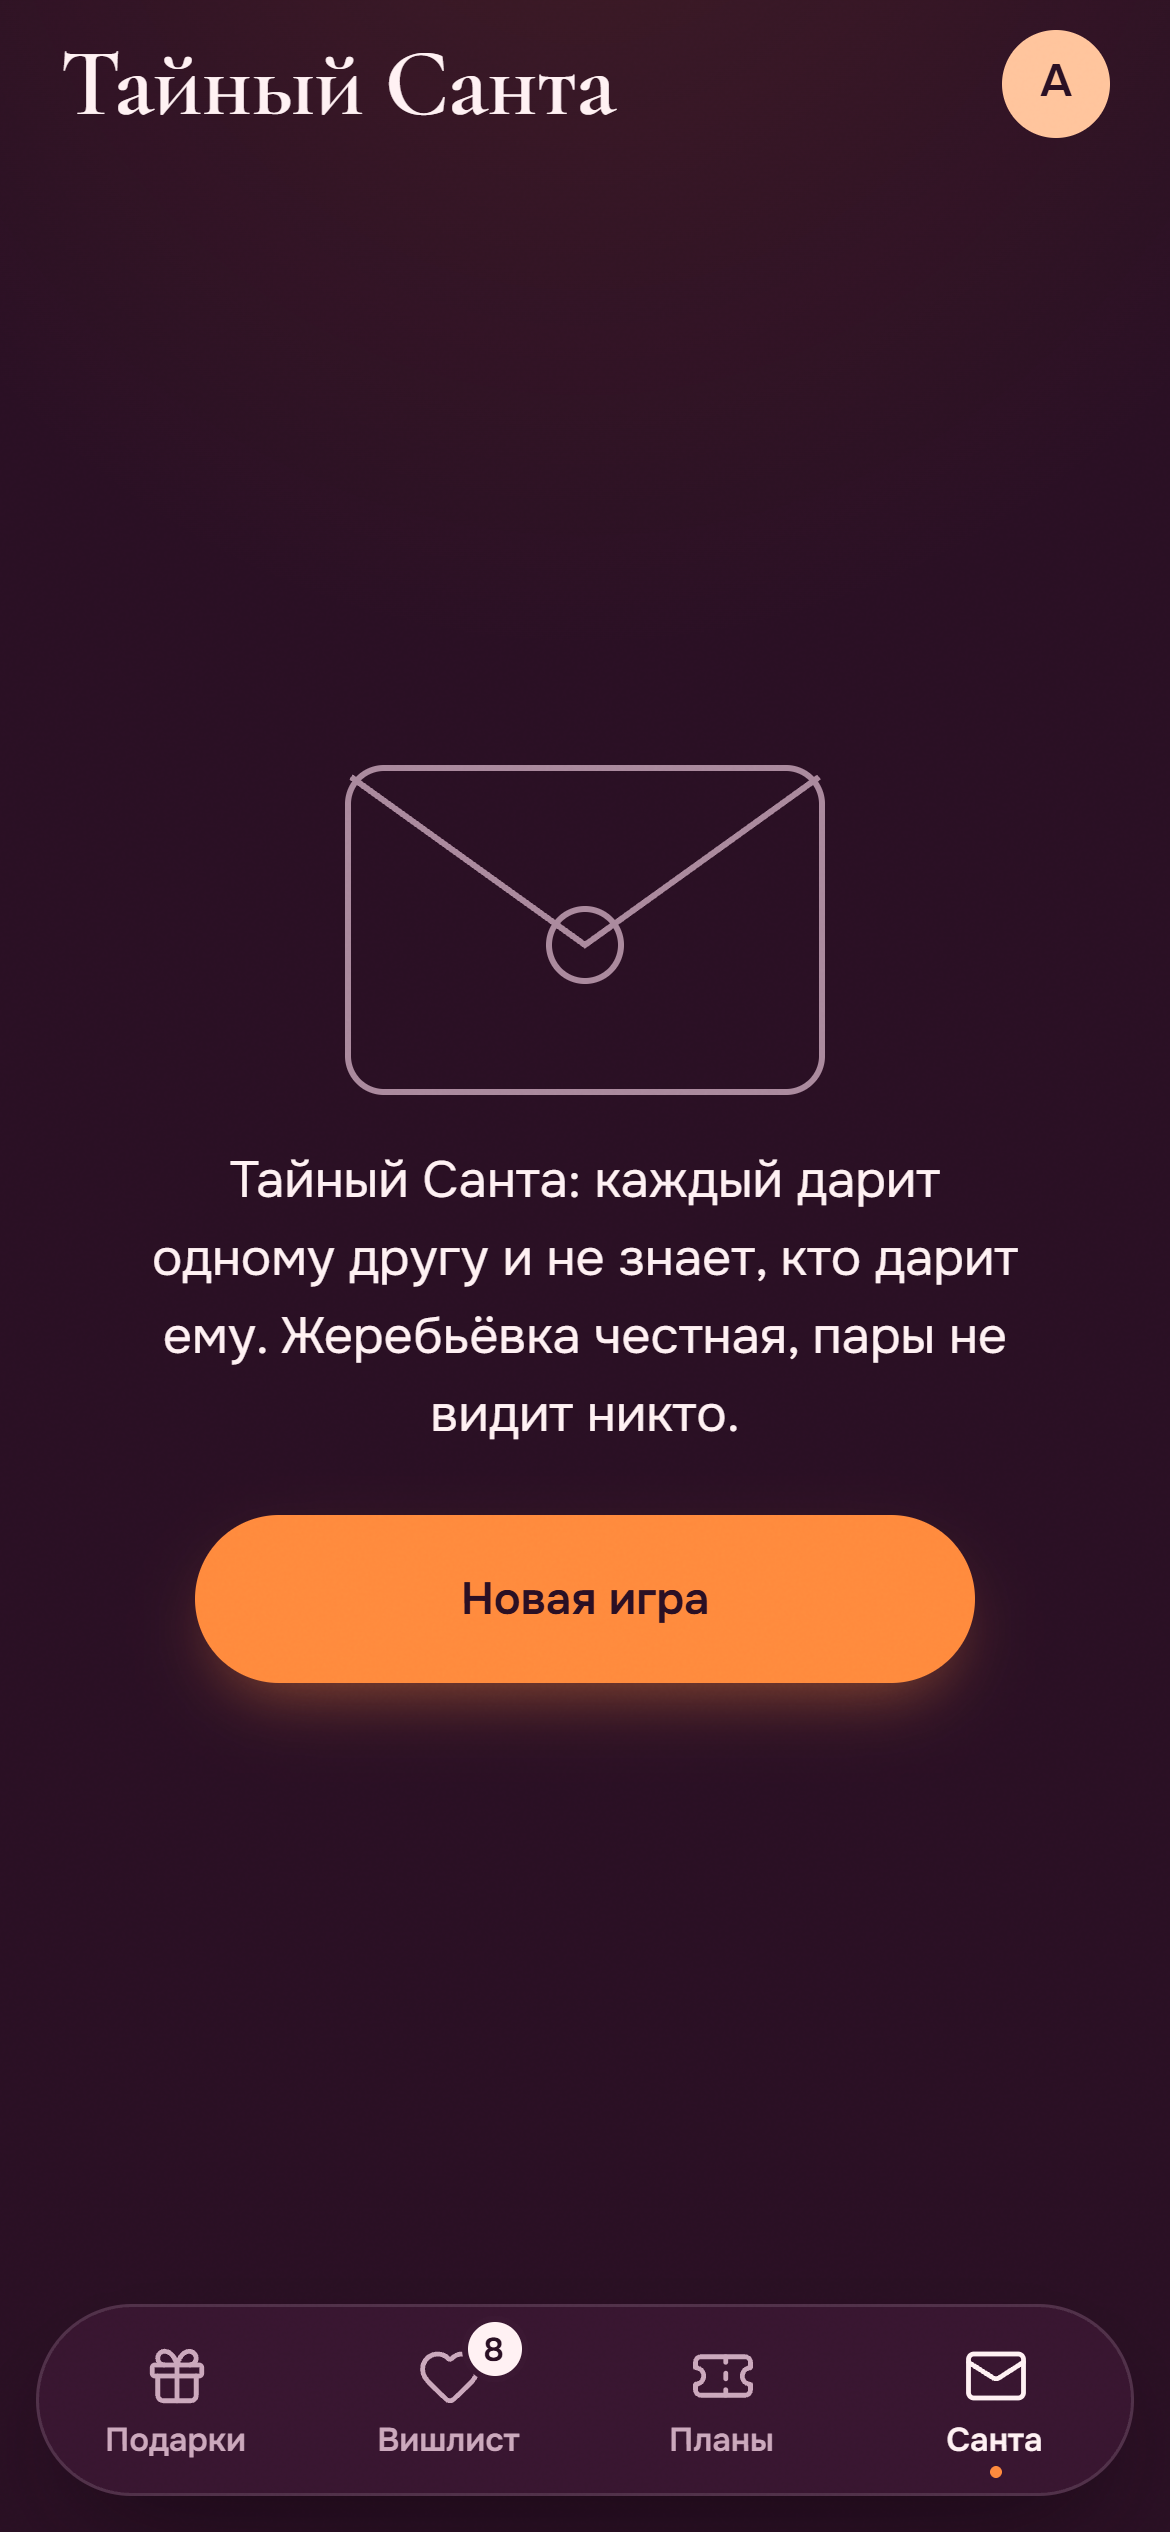 Тайный Санта
A
Тайный Санта: каждый дарит
одному другу и не знает, кто дарит
ему. Жеребьёвка честная, пары не
видит никто.
Новая игра
8
Подарки
Вишлист
Планы
Санта